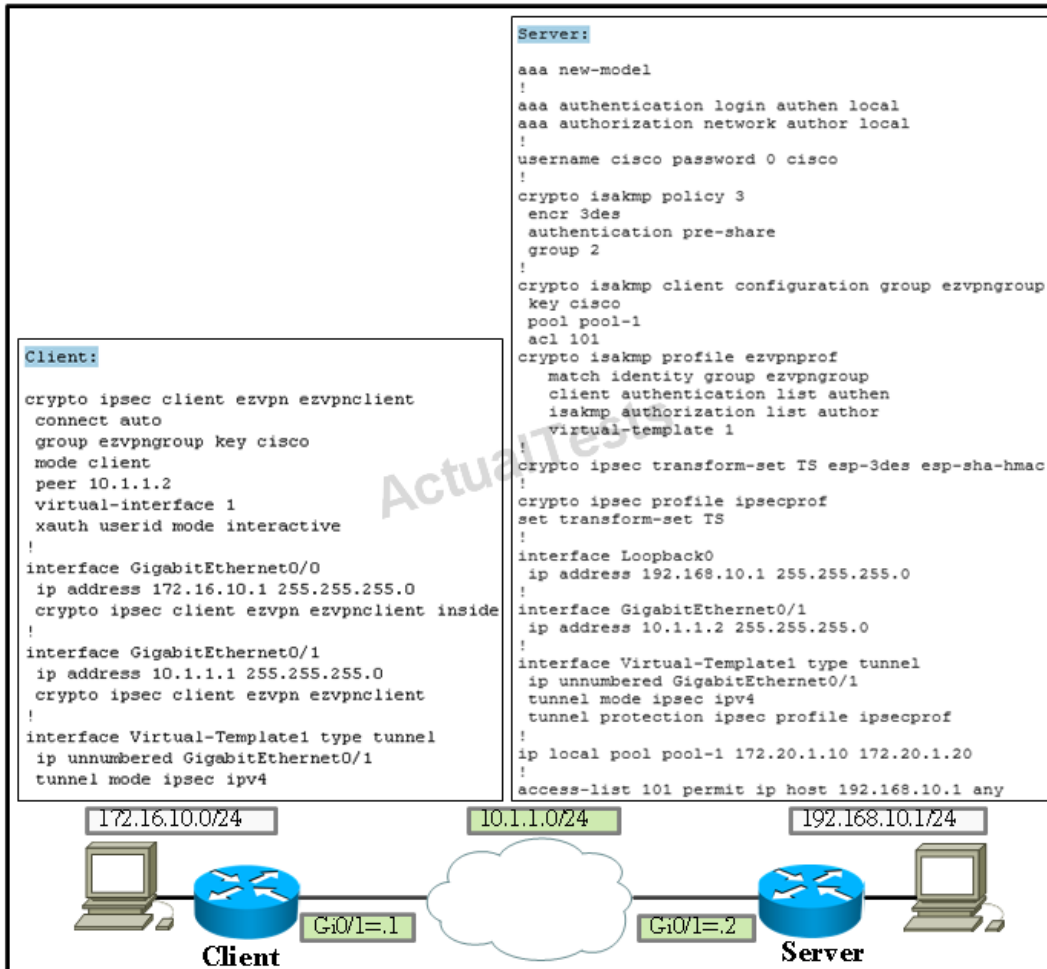 Client:
crypto ipsec client ezvpn ezvpnclient
connect auto
group ezvpngroup key cisco
mode client
peer 10.1.1.2
virtual-interface 1
xauth userid mode interactive
!
interface GigabitEthernet0/0
ip address 172.16.10.1 255.255.255.0
crypto ipsec client ezvpn ezvpnclient inside
!
interface GigabitEthernet0/1
ip address 10.1.1.1 255.255.255.0
crypto ipsec client ezvpn ezvpnclient
!
interface Virtual-Template1 type tunnel
ip unnumbered GigabitEthernet0/1
tunnel mode ipsec ipv4
Server:
aaa new-model
!
aaa authentication login authen local
aaa authorization network author local
!
username cisco password 0 cisco
!
crypto isakmp policy 3
encr 3des
authentication pre-share
group 2
!
crypto isakmp client configuration group ezvpngroup
key cisco
pool pool-1
acl 101
crypto isakmp profile ezvpnprof
match identity group ezvpngroup
client authentication list authen
isakmp authorization list author
virtual-template 1
!
crypto ipsec transform-set TS esp-3des esp-sha-hmac
!
crypto ipsec profile ipsecprof
set transform-set TS
!
interface Loopback0
ip address 192.168.10.1 255.255.255.0
!
interface GigabitEthernet0/1
ip address 10.1.1.2 255.255.255.0
!
interface Virtual-Template1 type tunnel
ip unnumbered GigabitEthernet0/1
tunnel mode ipsec ipv4
tunnel protection ipsec profile ipsecprof
!
ip local pool pool-1 172.20.1.10 172.20.1.20
!
access-list 101 permit ip host 192.168.10.1 any
ActualTests
172.16.10.0/24
10.1.1.0/24
192.168.10.1/24
Gi0/1=.1
Gi0/1=.2
Client
Server